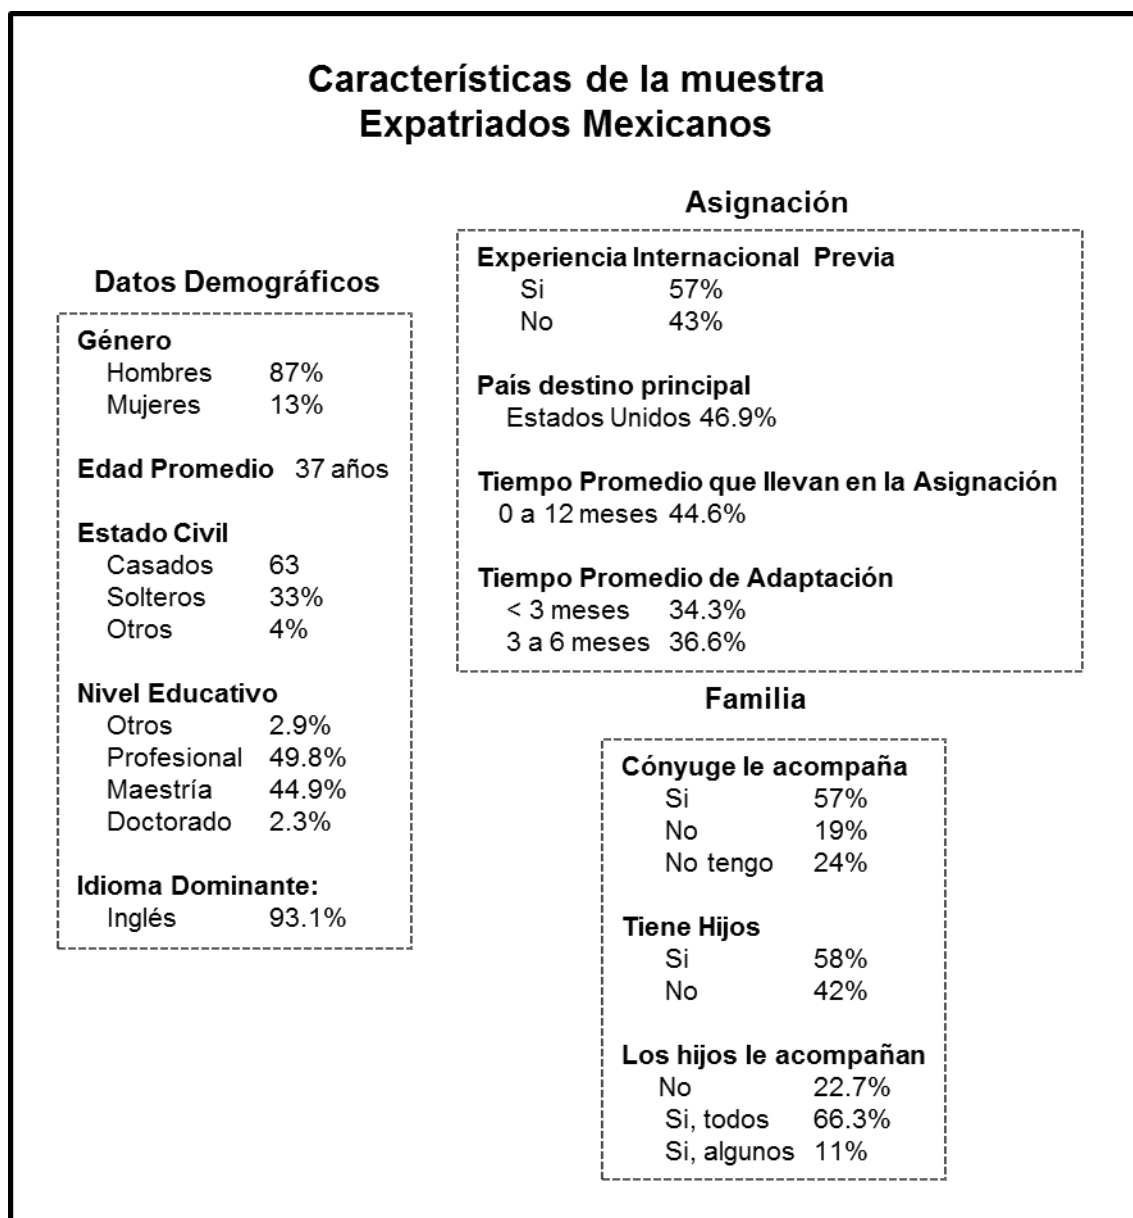 Características de la muestra
Expatriados Mexicanos
Datos Demográficos
Género
Hombres 87%
Mujeres 13%
Edad Promedio 37 años
Estado Civil
Casados 63
Solteros 33%
Otros 4%
Nivel Educativo
Otros 2.9%
Profesional 49.8%
Maestría 44.9%
Doctorado 2.3%
Idioma Dominante:
Inglés 93.1%
Asignación
Experiencia Internacional Previa
Si 57%
No 43%
País destino principal
Estados Unidos 46.9%
Tiempo Promedio que llevan en la Asignación
0 a 12 meses 44.6%
Tiempo Promedio de Adaptación
< 3 meses 34.3%
3 a 6 meses 36.6%
Familia
Cónyuge le acompaña
Si 57%
No 19%
No tengo 24%
Tiene Hijos
Si 58%
No 42%
Los hijos le acompañan
No 22.7%
Si, todos 66.3%
Si, algunos 11%